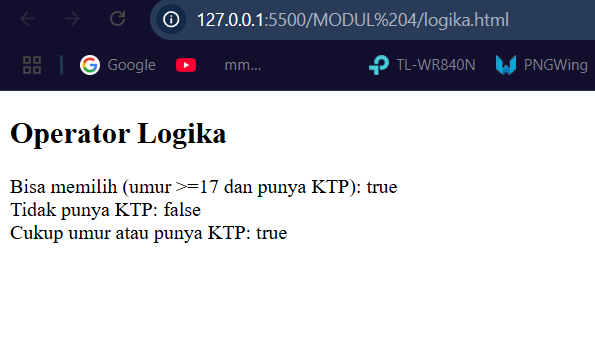 127.0.0.1:5500/MODUL%204/logika.html
Google
mm...
TL-WR840N
PNGWing
Operator Logika
Bisa memilih (umur >=17 dan punya KTP): true
Tidak punya KTP: false
Cukup umur atau punya KTP: true